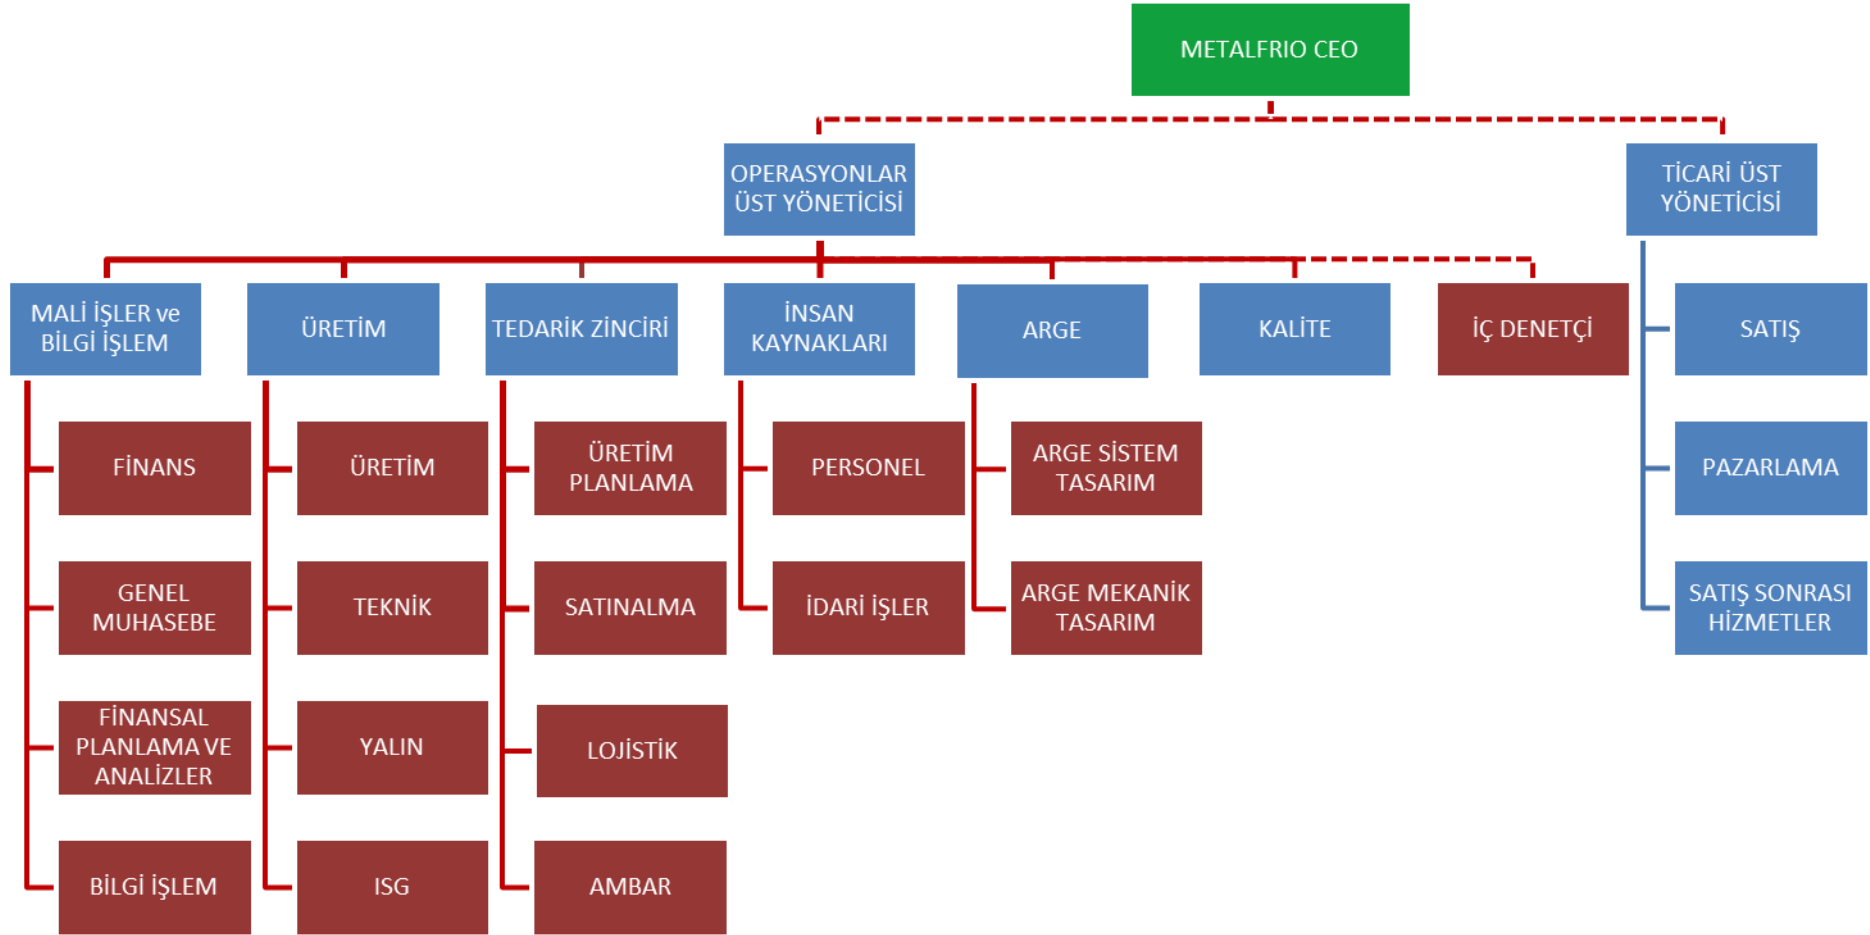 METALFRIO CEO
OPERASYONLAR
ÜST YÖNETİCİSİ
TİCARİ ÜST
YÖNETİCİSİ
MALİ İŞLER ve
BİLGİ İŞLEM
ÜRETİM
TEDARİK ZİNCİRİ
İNSAN
KAYNAKLARI
ARGE
KALİTE
İÇ DENETÇİ
SATIŞ
FİNANS
ÜRETİM
ÜRETİM
PLANLAMA
PERSONEL
ARGE SİSTEM
TASARIM
PAZARLAMA
GENEL
MUHASEBE
TEKNİK
SATINALMA
İDARİ İŞLER
ARGE MEKANİK
TASARIM
SATIŞ SONRASI
HİZMETLER
FİNANSAL
PLANLAMA VE
ANALİZLER
YALIN
LOJİSTİK
BİLGİ İŞLEM
ISG
AMBAR